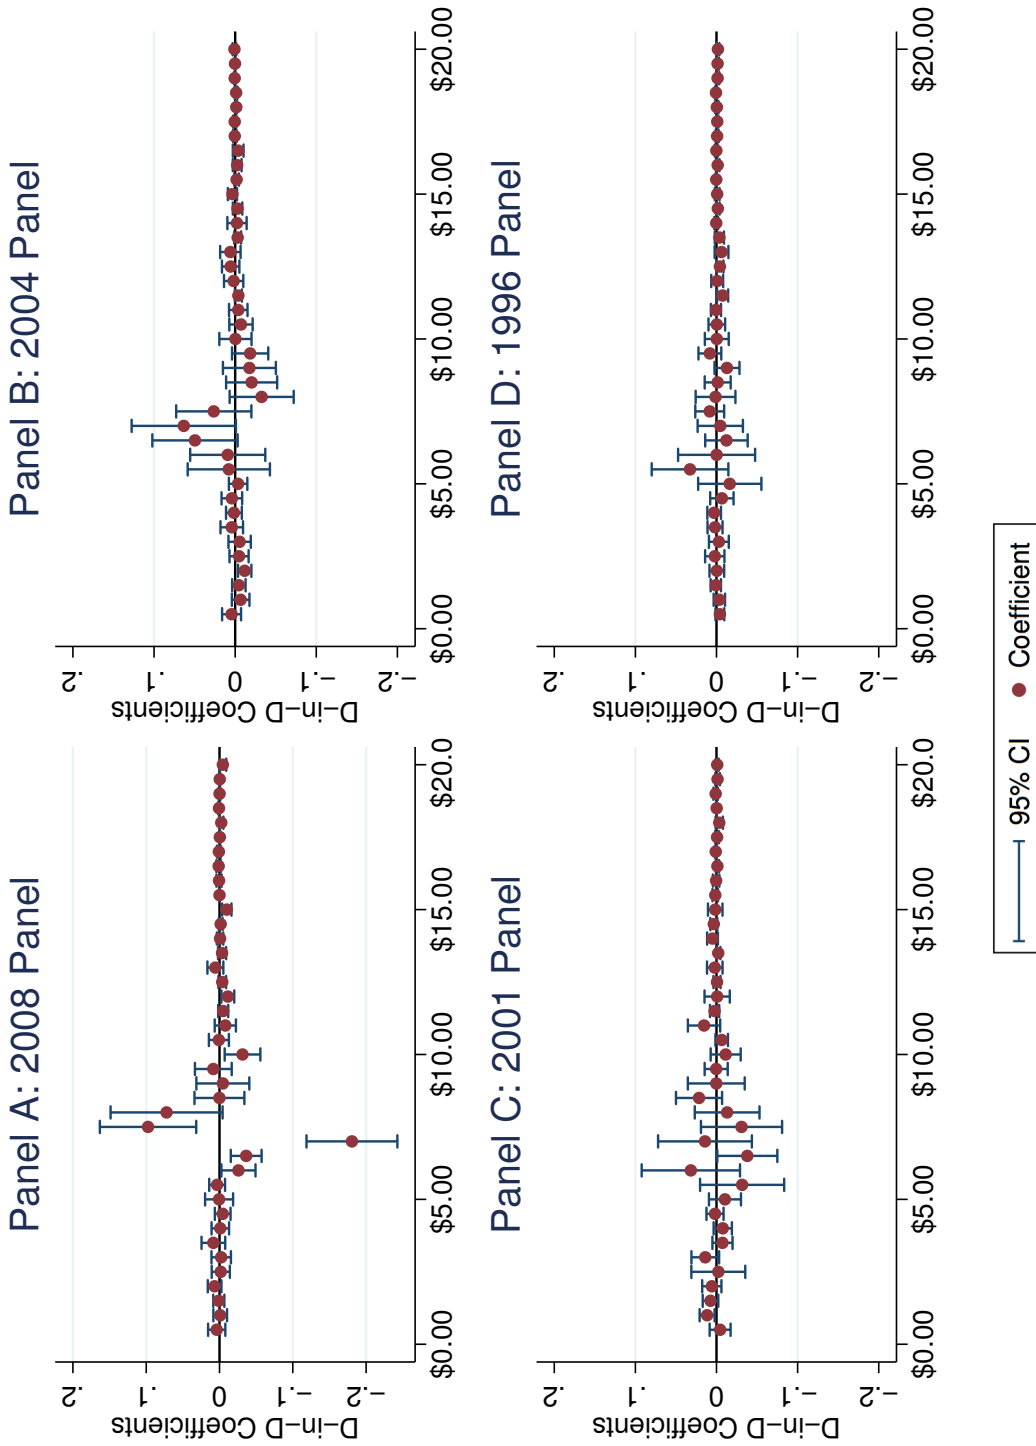 Panel A: 2008 Panel
D−in−D Coefficients
.2
.1
0
−.1
−.2
$0.00 $5.00 $10.00 $15.00 $20.0
Panel B: 2004 Panel
D−in−D Coefficients
.2
.1
0
−.1
−.2
$0.00 $5.00 $10.00 $15.00 $20.00
Panel C: 2001 Panel
D−in−D Coefficients
.2
.1
0
−.1
−.2
$0.00 $5.00 $10.00 $15.00 $20.0
Panel D: 1996 Panel
D−in−D Coefficients
.2
.1
0
−.1
−.2
$0.00 $5.00 $10.00 $15.00 $20.00
95% CI Coefficient